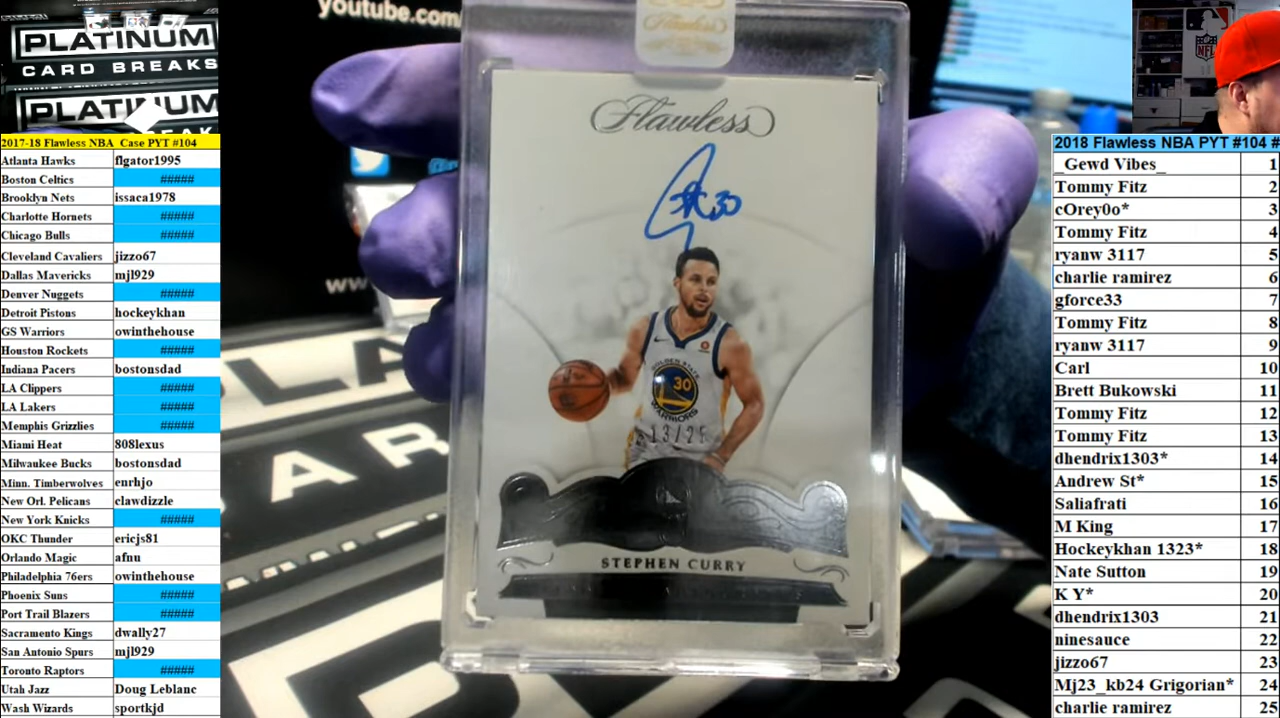 youtube.com
PLATINUM
CARD BREAKS
PLATINUM
2017-18 Flawless NBA Case PYT #104
Atlanta Hawks flgator1995
Boston Celtics #####
Brooklyn Nets issaca1978
Charlotte Hornets #####
Chicago Bulls #####
Cleveland Cavaliers jizzo67
Dallas Mavericks mjl929
Denver Nuggets #####
Detroit Pistons hockeykhan
GS Warriors owinthehouse
Houston Rockets #####
Indiana Pacers bostonsdad
LA Clippers #####
LA Lakers #####
Memphis Grizzlies #####
Miami Heat 808lexus
Milwaukee Bucks bostonsdad
Minn. Timberwolves enrhjo
New Orl. Pelicans clawdizzle
New York Knicks #####
OKC Thunder ericjs81
Orlando Magic afnu
Philadelphia 76ers owinthehouse
Phoenix Suns #####
Port Trail Blazers #####
Sacramento Kings dwally27
San Antonio Spurs mjl929
Toronto Raptors #####
Utah Jazz Doug Leblanc
Wash Wizards sportkjd
www
Flawless
30
GOLDEN STATE
30
WARRIORS
13/25
STEPHEN CURRY
NFL
2018 Flawless NBA PYT #104 #
_Gewd Vibes_ 1
Tommy Fitz 2
cOrey0o* 3
Tommy Fitz 4
ryanw 3117 5
charlie ramirez 6
gforce33 7
Tommy Fitz 8
ryanw 3117 9
Carl 10
Brett Bukowski 11
Tommy Fitz 12
Tommy Fitz 13
dhendrix1303* 14
Andrew St* 15
Saliafrati 16
M King 17
Hockeykhan 1323* 18
Nate Sutton 19
K Y* 20
dhendrix1303 21
ninesauce 22
jizzo67 23
Mj23_kb24 Grigorian* 24
charlie ramirez 25